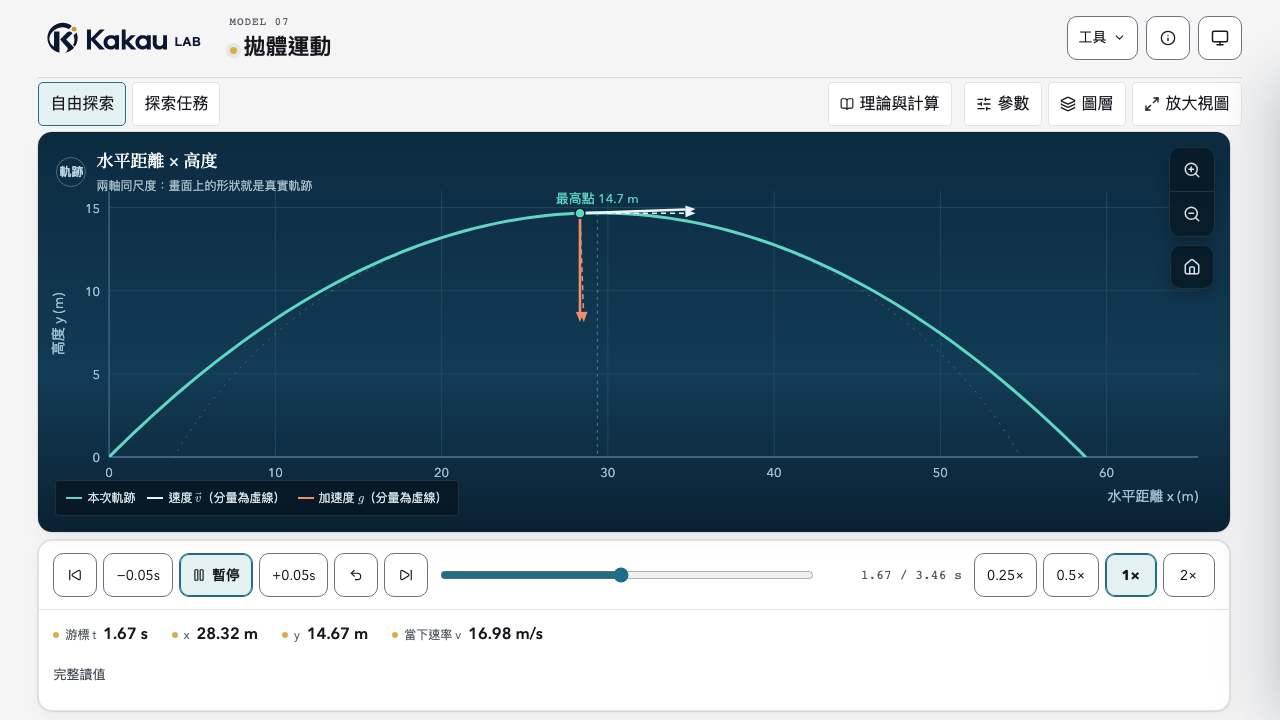 Kakau LAB
MODEL 07
拋體運動
工具
自由探索
探索任務
理論與計算
參數
圖層
放大視圖
軌跡
水平距離 × 高度
兩軸同尺度：畫面上的形狀就是真實軌跡
最高點 14.7 m
15
10
5
0
高度 y (m)
0 10 20 30 40 50 60
本次軌跡 速度 v⃗（分量為虛線） 加速度 g（分量為虛線）
水平距離 x (m)
−0.05s
暫停
+0.05s
1.67 / 3.46 s
0.25×
0.5×
1×
2×
游標 t 1.67 s x 28.32 m y 14.67 m 當下速率 v 16.98 m/s
完整讀值